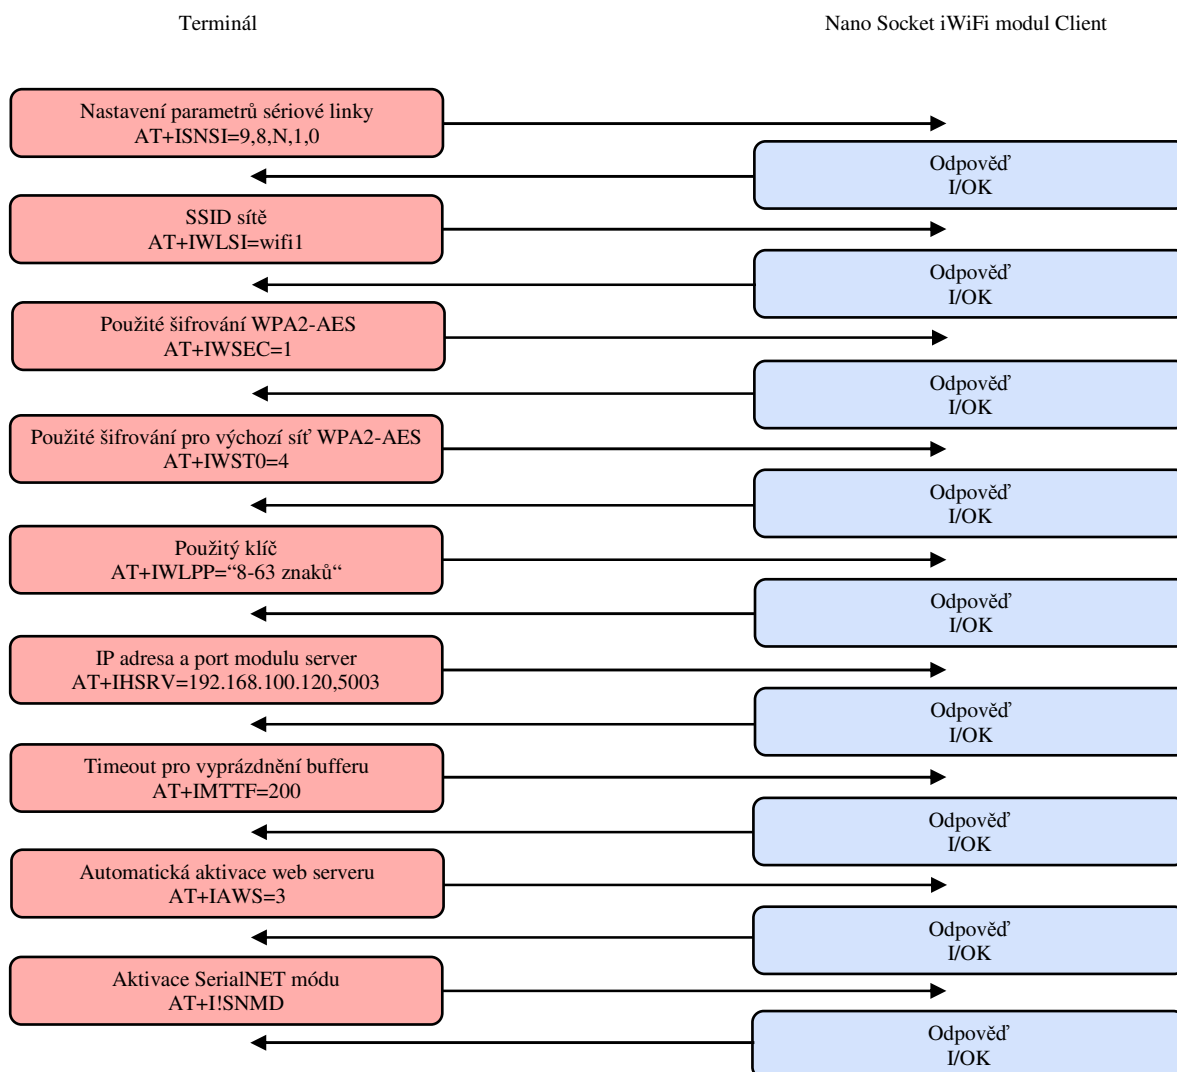 Terminál
Nano Socket iWiFi modul Client
Nastavení parametrů sériové linky
AT+ISNSI=9,8,N,1,0
Odpověď
I/OK
SSID sítě
AT+IWLSI=wifi1
Odpověď
I/OK
Použité šifrování WPA2-AES
AT+IWSEC=1
Odpověď
I/OK
Použité šifrování pro výchozí síť WPA2-AES
AT+IWST0=4
Odpověď
I/OK
Použitý klíč
AT+IWLPP=“8-63 znaků“
Odpověď
I/OK
IP adresa a port modulu server
AT+IHSRV=192.168.100.120,5003
Odpověď
I/OK
Timeout pro vyprázdnění bufferu
AT+IMTTF=200
Odpověď
I/OK
Automatická aktivace web serveru
AT+IAWS=3
Odpověď
I/OK
Aktivace SerialNET módu
AT+I!SNMD
Odpověď
I/OK